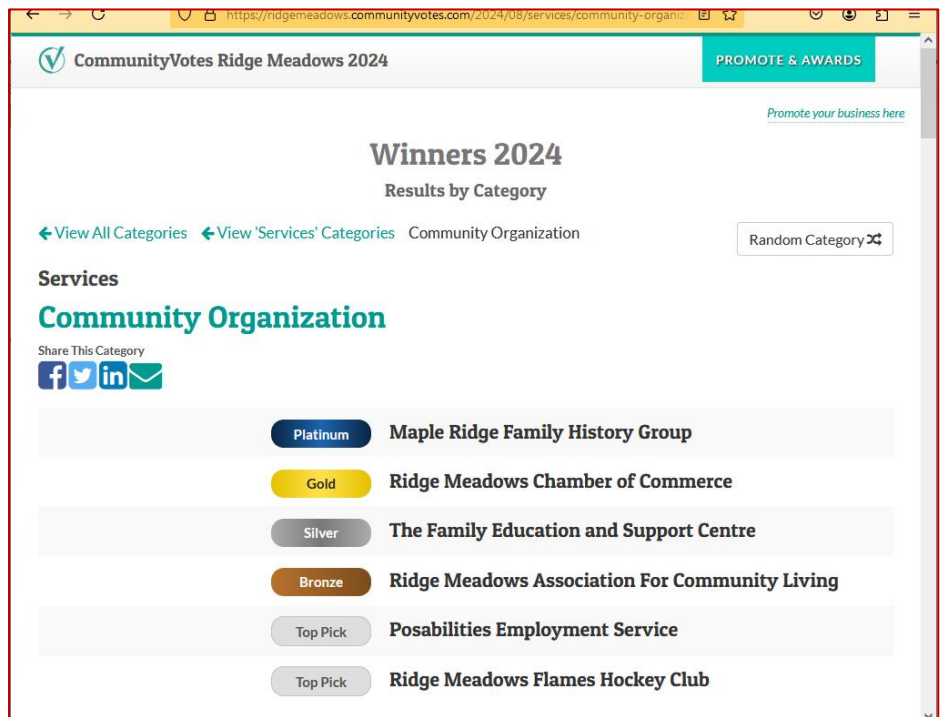 https://ridgemeadows.communityvotes.com/2024/08/services/community-organiz
CommunityVotes Ridge Meadows 2024
PROMOTE & AWARDS
Promote your business here
Winners 2024
Results by Category
View All Categories View 'Services' Categories Community Organization
Random Category
Services
Community Organization
Share This Category
Platinum Maple Ridge Family History Group
Gold Ridge Meadows Chamber of Commerce
Silver The Family Education and Support Centre
Bronze Ridge Meadows Association For Community Living
Top Pick Posabilities Employment Service
Top Pick Ridge Meadows Flames Hockey Club